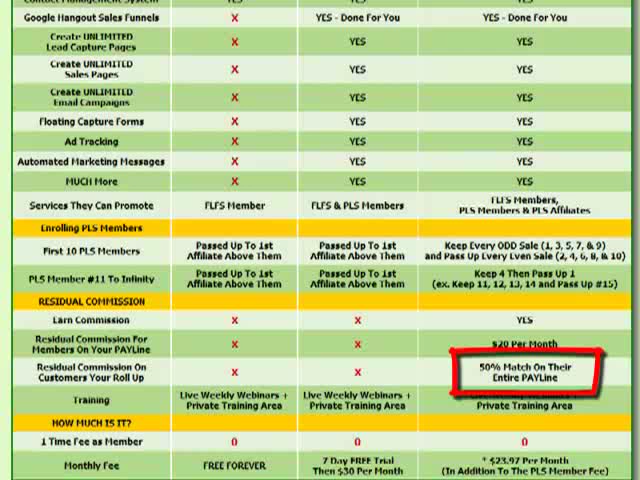 Contact Management System YES YES YES
Google Hangout Sales Funnels X YES - Done For You YES - Done For You
Create UNLIMITED
Lead Capture Pages X YES YES
Create UNLIMITED
Sales Pages X YES YES
Create UNLIMITED
Email Campaigns X YES YES
Floating Capture Forms X YES YES
Ad Tracking X YES YES
Automated Marketing Messages X YES YES
MUCH More X YES YES
Services They Can Promote FLFS Member FLFS & PLS Members FLFS Members,
PLS Members & PLS Affiliates
Enrolling PLS Members
First 10 PLS Members Passed Up To 1st Passed Up To 1st Keep Every ODD Sale (1, 3, 5, 7, & 9)
Affiliate Above Them Affiliate Above Them and Pass Up Every Even Sale (2, 4, 6, 8, & 10)
PLS Member #11 To Infinity Passed Up To 1st Passed Up To 1st Keep 4 Then Pass Up 1
Affiliate Above Them Affiliate Above Them (ex. Keep 11, 12, 13, 14 and Pass Up #15)
RESIDUAL COMMISSION
Earn Commission X X YES
Residual Commission For
Members On Your PAYLine X X $20 Per Month
Residual Commission On 50% Match On Their
Customers Your Roll Up X X Entire PAYLine
Training Live Weekly Webinars + Live Weekly Webinars + Live Weekly Webinars +
Private Training Area Private Training Area Private Training Area
HOW MUCH IS IT?
1 Time Fee as Member 0 0 0
Monthly Fee FREE FOREVER 7 Day FREE Trial * $23.97 Per Month
Then $30 Per Month (In Addition To The PLS Member Fee)